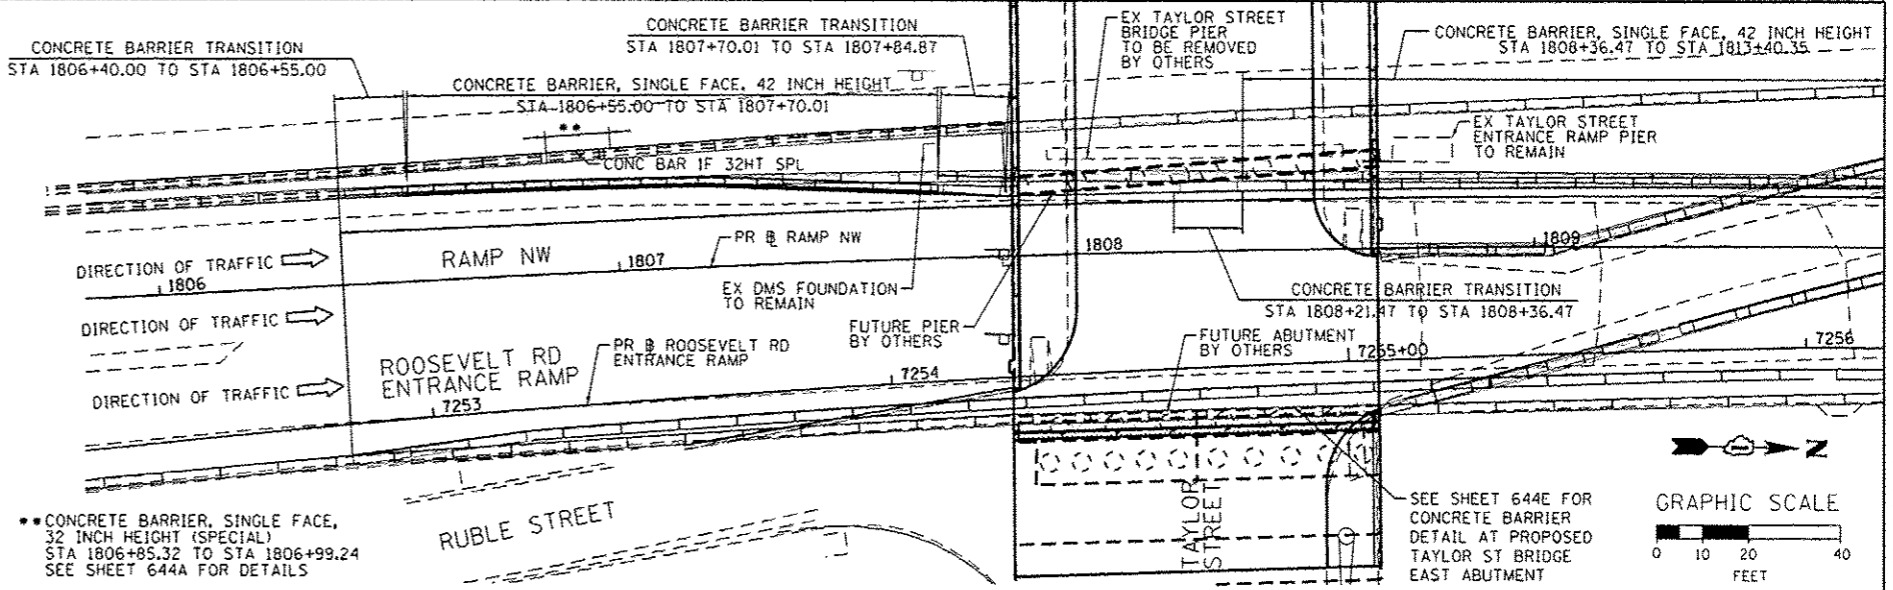 CONCRETE BARRIER TRANSITION
STA 1806+40.00 TO STA 1806+55.00
CONCRETE BARRIER TRANSITION
STA 1807+70.01 TO STA 1807+84.87
CONCRETE BARRIER, SINGLE FACE, 42 INCH HEIGHT
STA 1806+55.00 TO STA 1807+70.01
**
CONC BAR 1F 32HT SPL
EX TAYLOR STREET
BRIDGE PIER
TO BE REMOVED
BY OTHERS
CONCRETE BARRIER, SINGLE FACE, 42 INCH HEIGHT
STA 1808+36.47 TO STA 1813+40.35
EX TAYLOR STREET
ENTRANCE RAMP PIER
TO REMAIN
DIRECTION OF TRAFFIC
1806
RAMP NW
1807
PR ℄ RAMP NW
1808
1809
EX DMS FOUNDATION
TO REMAIN
CONCRETE BARRIER TRANSITION
STA 1808+21.47 TO STA 1808+36.47
DIRECTION OF TRAFFIC
FUTURE PIER
BY OTHERS
FUTURE ABUTMENT
BY OTHERS
7255+00
7256
ROOSEVELT RD
ENTRANCE RAMP
PR ℄ ROOSEVELT RD
ENTRANCE RAMP
DIRECTION OF TRAFFIC
7253
7254
RUBLE STREET
TAYLOR
STREET
** CONCRETE BARRIER, SINGLE FACE,
32 INCH HEIGHT (SPECIAL)
STA 1806+85.32 TO STA 1806+99.24
SEE SHEET 644A FOR DETAILS
SEE SHEET 644E FOR
CONCRETE BARRIER
DETAIL AT PROPOSED
TAYLOR ST BRIDGE
EAST ABUTMENT
Z
GRAPHIC SCALE
0 10 20 40
FEET